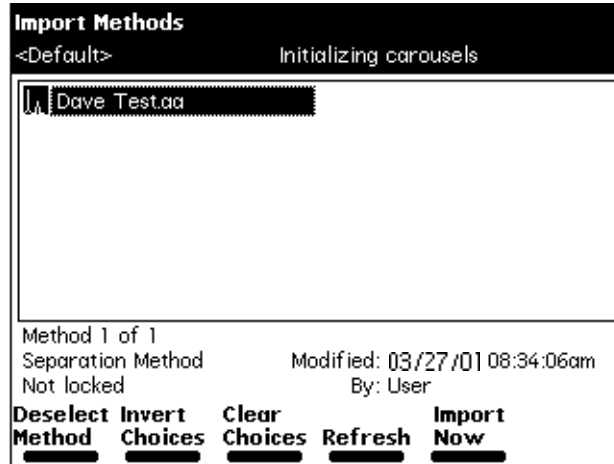 Import Methods
<Default> Initializing carousels
Dave Test.aa
Method 1 of 1
Separation Method Modified: 03/27/01 08:34:06am
Not locked By: User
Deselect Method
Invert Choices
Clear Choices
Refresh
Import Now